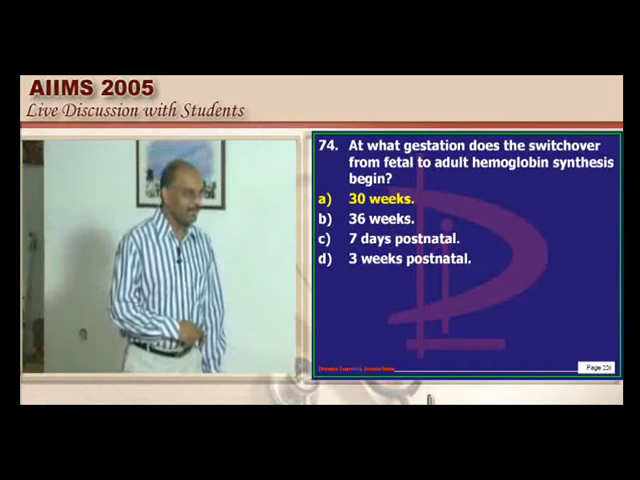 AIIMS 2005
Live Discussion with Students
74. At what gestation does the switchover
from fetal to adult hemoglobin synthesis
begin?
a) 30 weeks.
b) 36 weeks.
c) 7 days postnatal.
d) 3 weeks postnatal.
Page